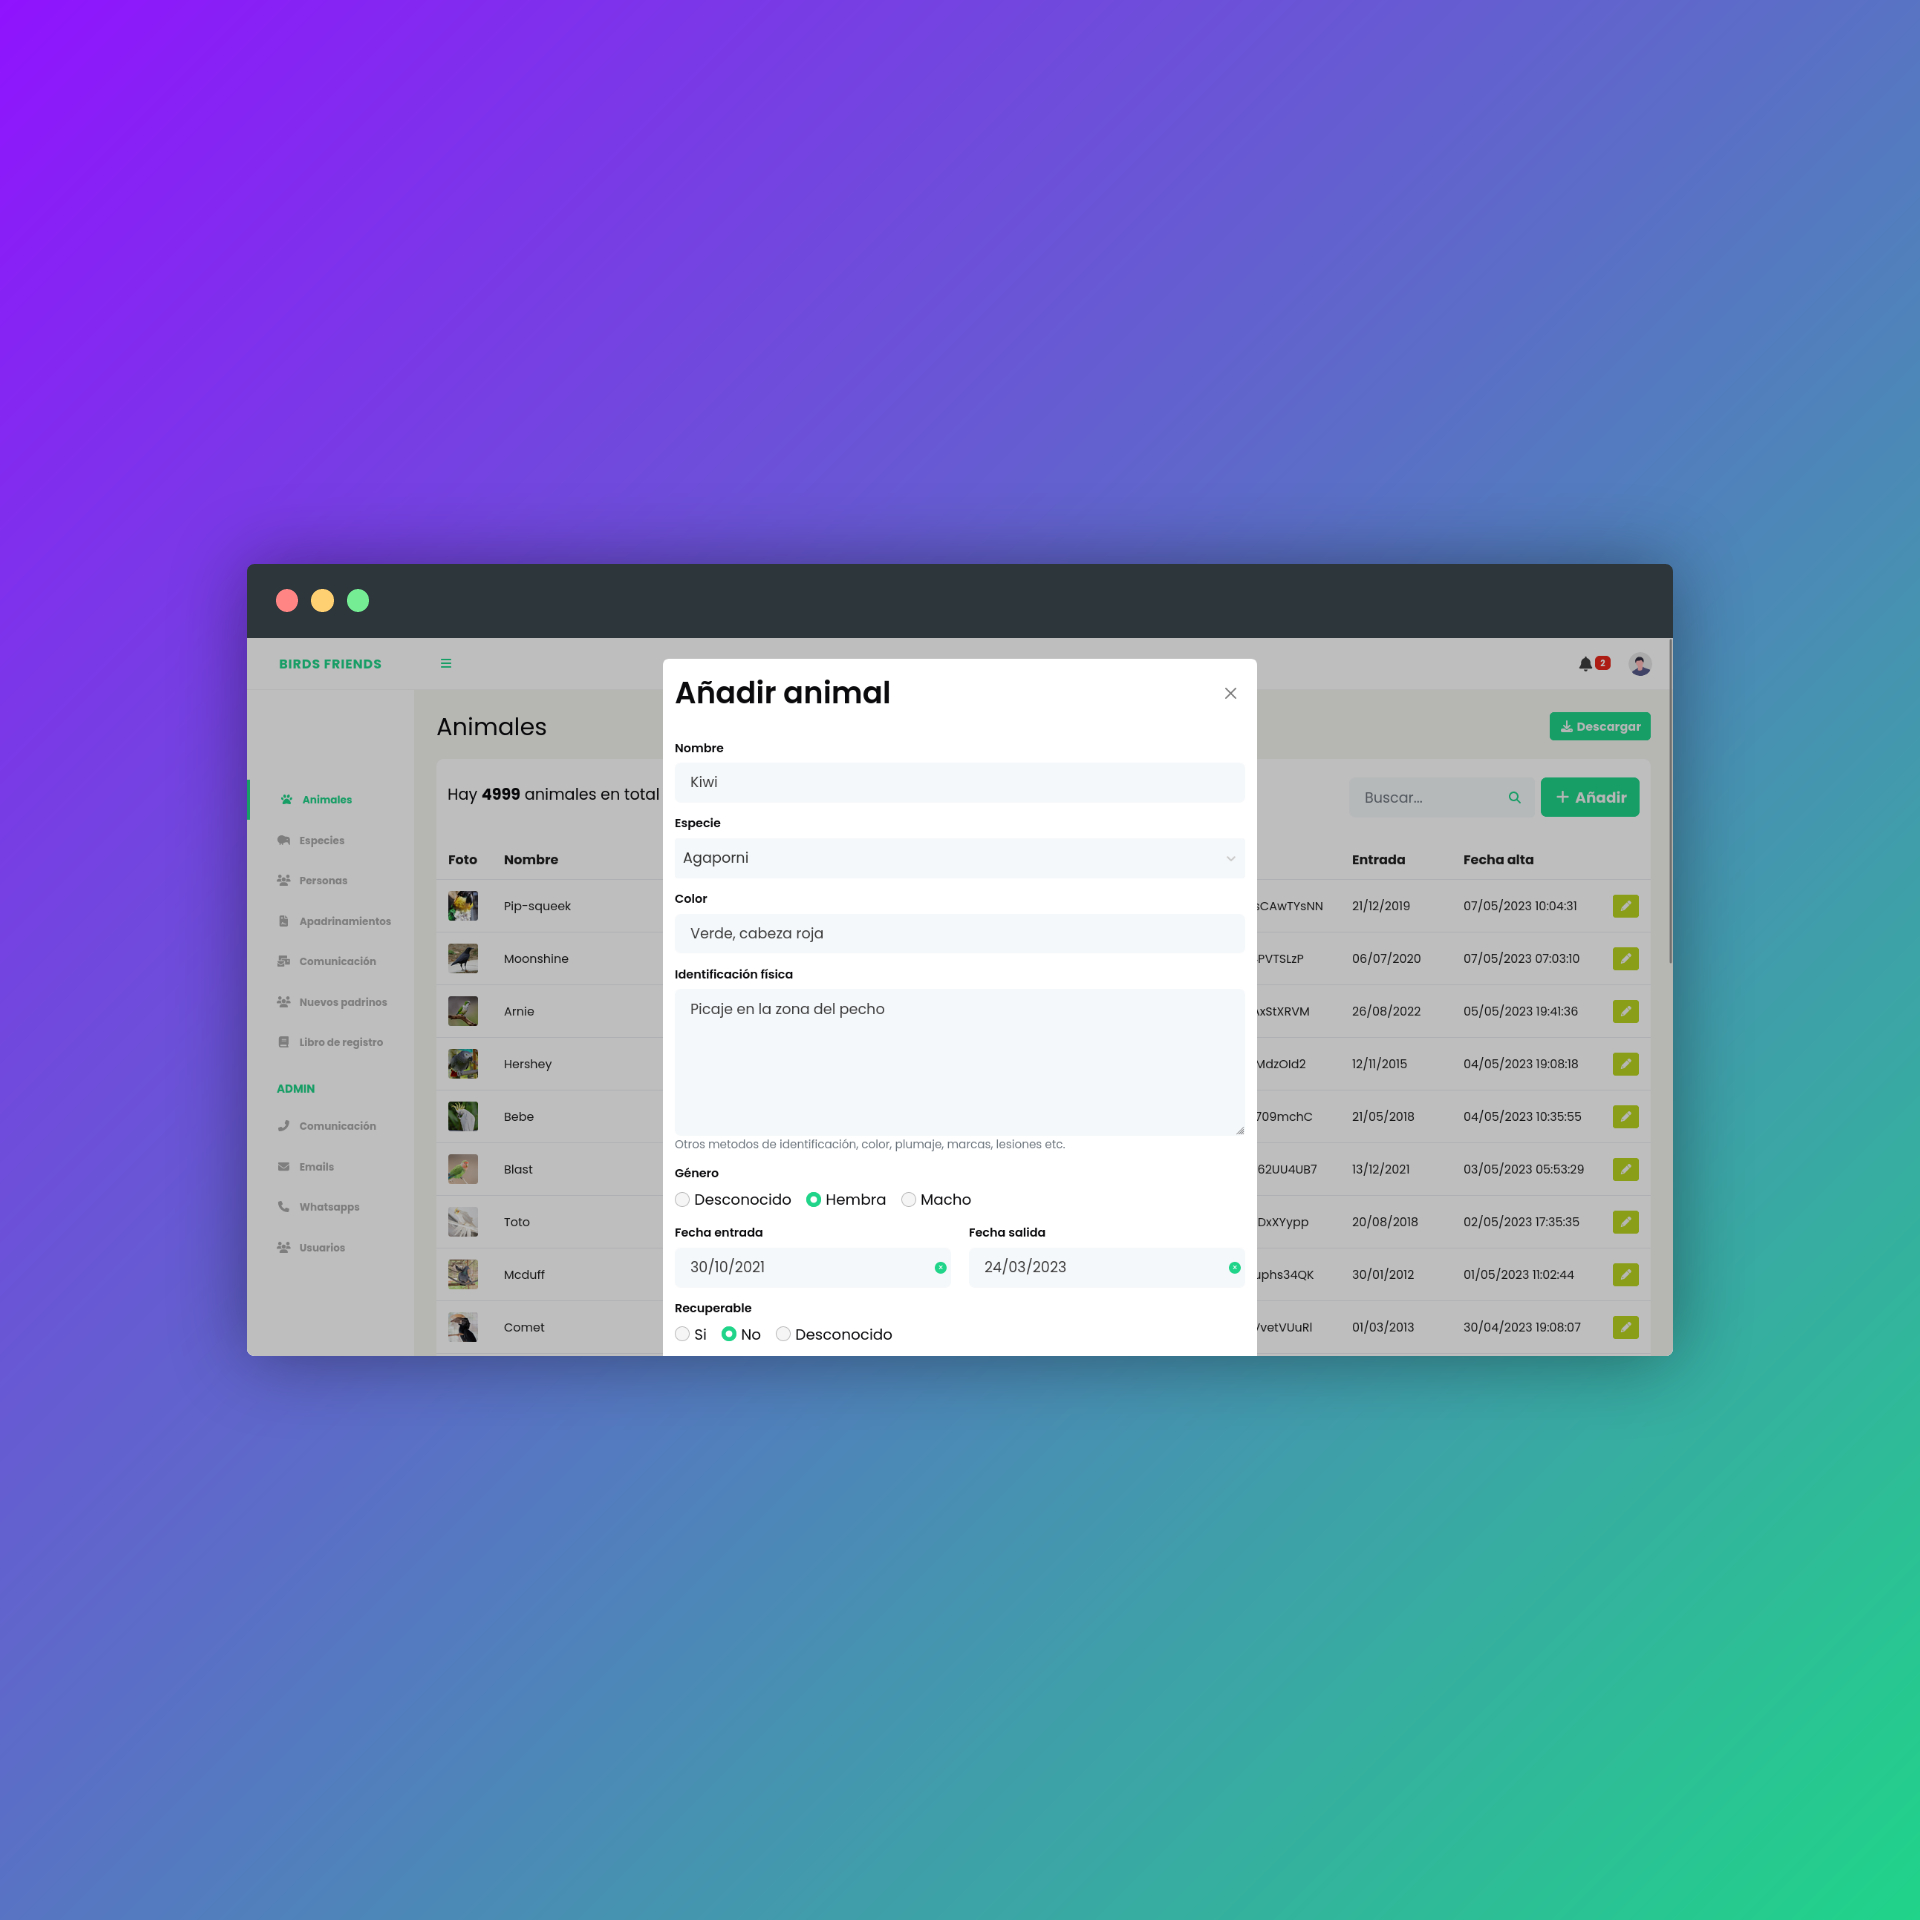 BIRDS FRIENDS
2
Animales
Descargar
Hay 4999 animales en total
Buscar...
Añadir
Animales
Especies
Personas
Apadrinamientos
Comunicación
Nuevos padrinos
Libro de registro
ADMIN
Comunicación
Emails
Whatsapps
Usuarios
Foto Nombre Entrada Fecha alta
Pip-squeek 21/12/2019 07/05/2023 10:04:31
Moonshine PVTSLzP 06/07/2020 07/05/2023 07:03:10
Arnie xStXRVM 26/08/2022 05/05/2023 19:41:36
Hershey 12/11/2015 04/05/2023 19:08:18
Bebe 709mchC 21/05/2018 04/05/2023 10:35:55
Blast 62UU4UB7 13/12/2021 03/05/2023 05:53:29
Toto DxXYypp 20/08/2018 02/05/2023 17:35:35
Mcduff uphs34QK 30/01/2012 01/05/2023 11:02:44
Comet 01/03/2013 30/04/2023 19:08:07
Añadir animal
Nombre
Kiwi
Especie
Agaporni
Color
Verde, cabeza roja
Identificación física
Picaje en la zona del pecho
Otros metodos de identificación, color, plumaje, marcas, lesiones etc.
Género
Desconocido Hembra Macho
Fecha entrada Fecha salida
30/10/2021 24/03/2023
Recuperable
Si No Desconocido